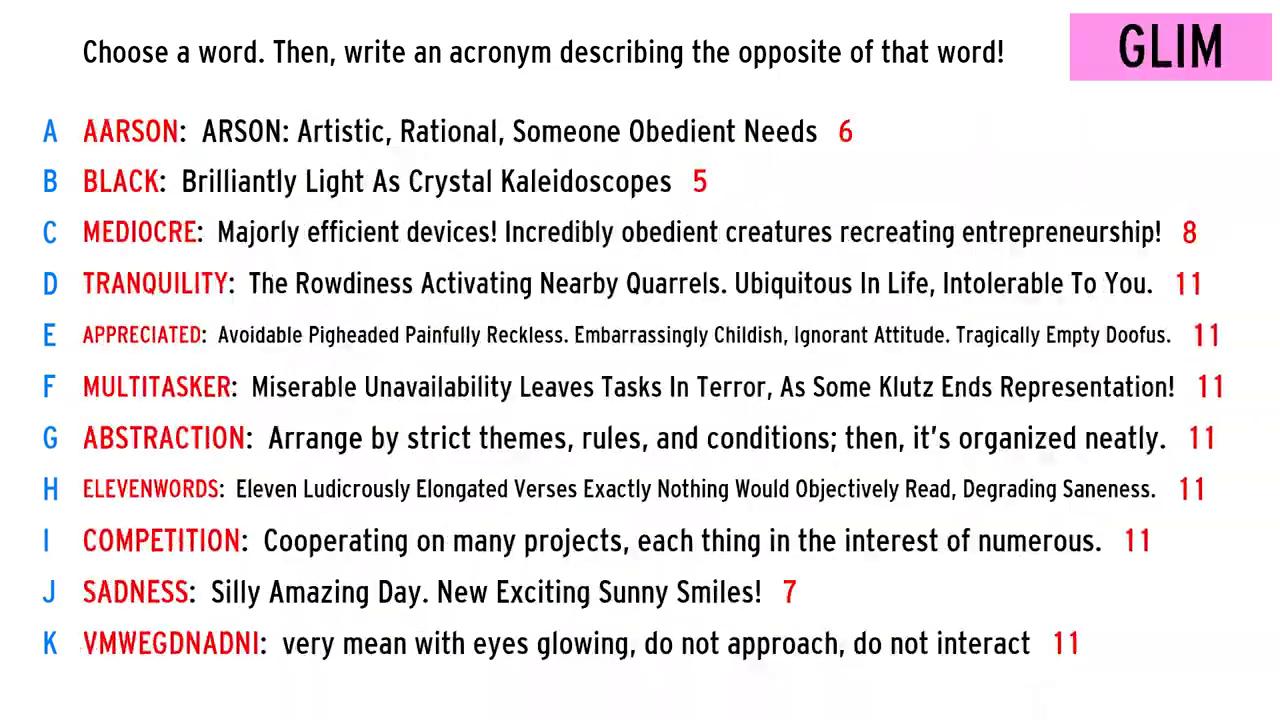 Choose a word. Then, write an acronym describing the opposite of that word!
GLIM
A AARSON: ARSON: Artistic, Rational, Someone Obedient Needs 6
B BLACK: Brilliantly Light As Crystal Kaleidoscopes 5
C MEDIOCRE: Majorly efficient devices! Incredibly obedient creatures recreating entrepreneurship! 8
D TRANQUILITY: The Rowdiness Activating Nearby Quarrels. Ubiquitous In Life, Intolerable To You. 11
E APPRECIATED: Avoidable Pigheaded Painfully Reckless. Embarrassingly Childish, Ignorant Attitude. Tragically Empty Doofus. 11
F MULTITASKER: Miserable Unavailability Leaves Tasks In Terror, As Some Klutz Ends Representation! 11
G ABSTRACTION: Arrange by strict themes, rules, and conditions; then, it's organized neatly. 11
H ELEVENWORDS: Eleven Ludicrously Elongated Verses Exactly Nothing Would Objectively Read, Degrading Saneness. 11
I COMPETITION: Cooperating on many projects, each thing in the interest of numerous. 11
J SADNESS: Silly Amazing Day. New Exciting Sunny Smiles! 7
K VMWEGDNADNI: very mean with eyes glowing, do not approach, do not interact 11